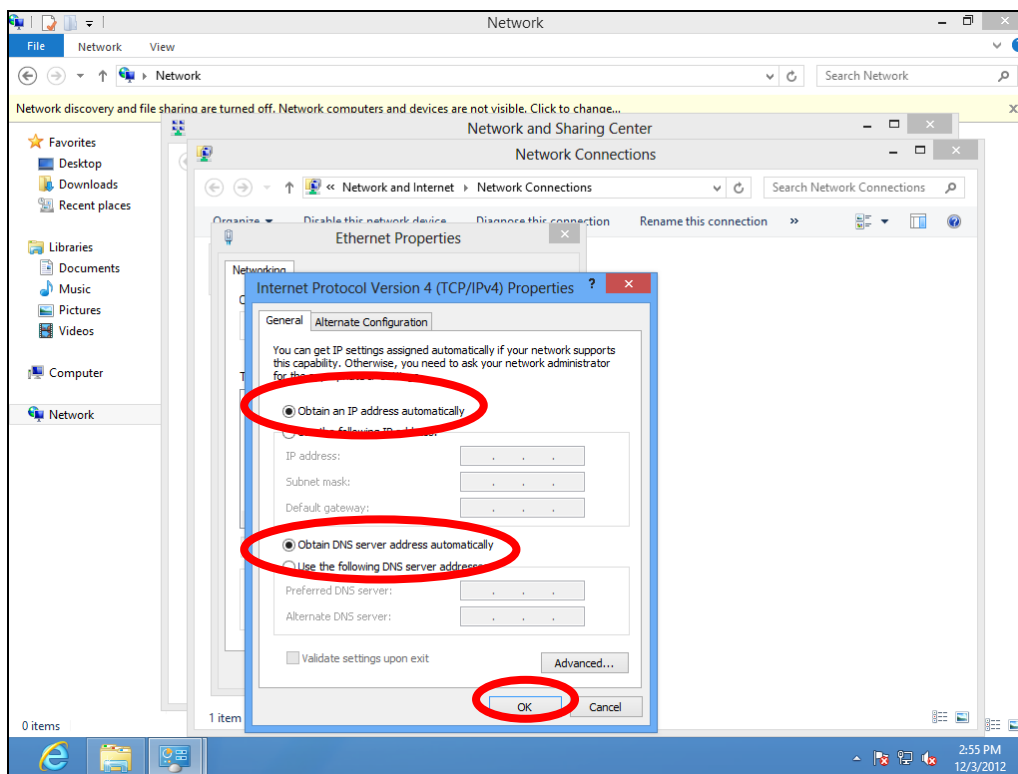 Network
File Network View
Network
Search Network
Network discovery and file sharing are turned off. Network computers and devices are not visible. Click to change...
Network and Sharing Center
Network Connections
« Network and Internet Network Connections
Search Network Connections
Organize Disable this network device Diagnose this connection Rename this connection »
Favorites
Desktop
Downloads
Recent places
Libraries
Documents
Music
Pictures
Videos
Computer
Network
Ethernet Properties
Networking
Internet Protocol Version 4 (TCP/IPv4) Properties ?
General Alternate Configuration
You can get IP settings assigned automatically if your network supports
this capability. Otherwise, you need to ask your network administrator
for the
Obtain an IP address automatically
the following IP address:
IP address:
Subnet mask:
Default gateway:
Obtain DNS server address automatically
Use the following DNS server addresses
Preferred DNS server:
Alternate DNS server:
Validate settings upon exit
Advanced...
OK Cancel
1 item
0 items
2:55 PM
12/3/2012